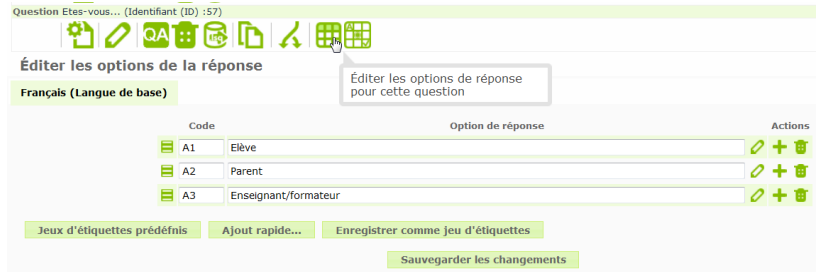 Question Etes-vous... (Identifiant (ID) :57)
QA
lsq
Éditer les options de la réponse
Éditer les options de réponse
pour cette question
Français (Langue de base)
Code Option de réponse Actions
A1 Elève
A2 Parent
A3 Enseignant/formateur
Jeux d'étiquettes prédéfnis Ajout rapide... Enregistrer comme jeu d'étiquettes
Sauvegarder les changements